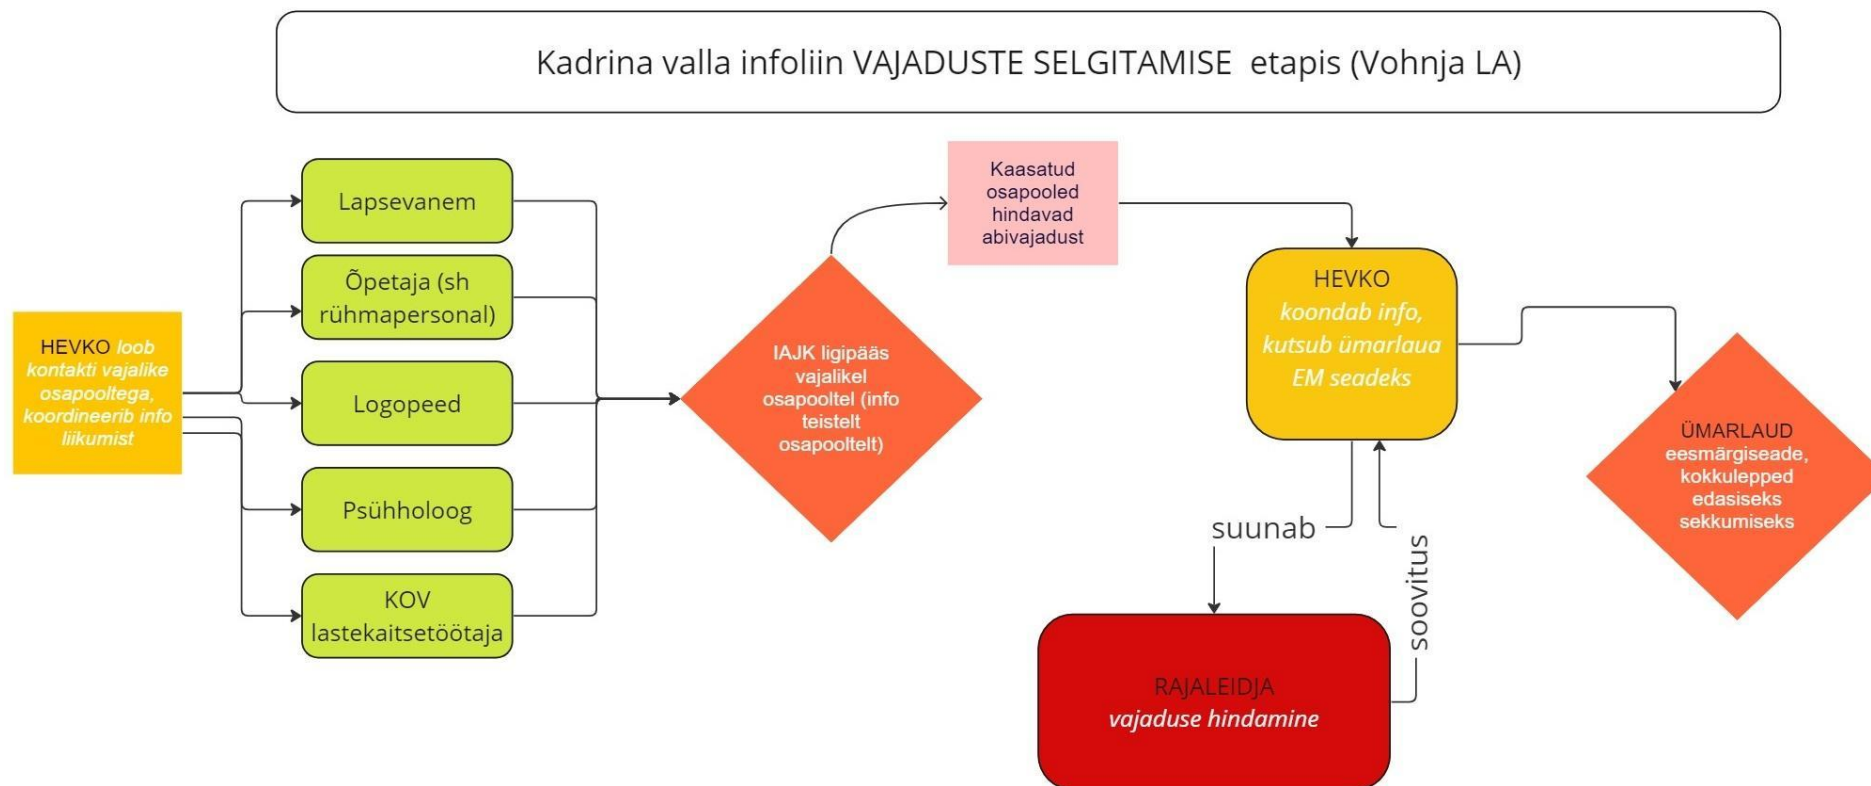 Kadrina valla infoliin VAJADUSTE SELGITAMISE etapis (Vohnja LA)
HEVKO loob
kontakti vajalike
osapooltega,
koordineerib info
liikumist
Lapsevanem
Õpetaja (sh
rühmapersonal)
Logopeed
Psühholoog
KOV
lastekaitsetöötaja
IAJK ligipääs
vajalikel
osapooltel (info
teistelt
osapooltelt)
Kaasatud
osapooled
hindavad
abivajadust
HEVKO
koondab info,
kutsub ümarlaua
EM seadeks
suunab
soovitus
RAJALEIDJA
vajaduse hindamine
ÜMARLAUD
eesmärgiseade,
kokkulepped
edasiseks
sekkumiseks